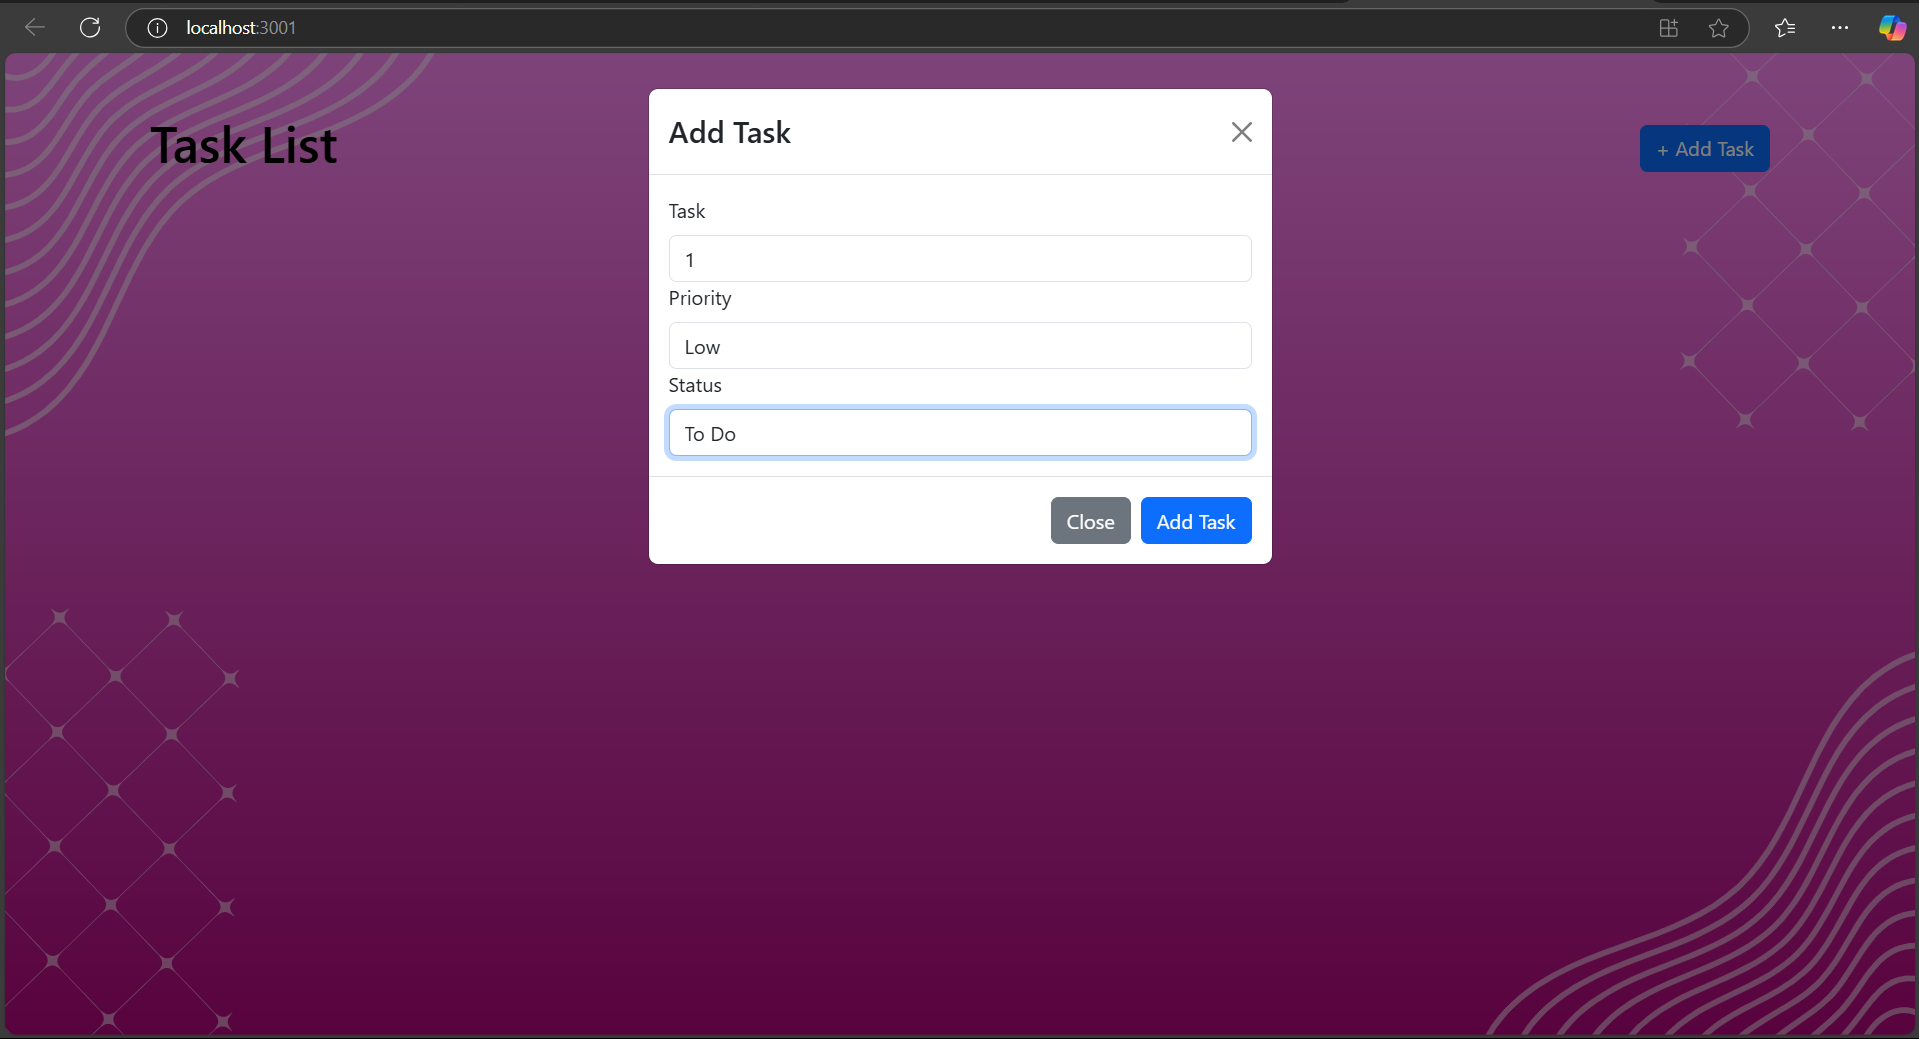 localhost:3001
Task List
+ Add Task
Add Task
Task
1
Priority
Low
Status
To Do
Close
Add Task